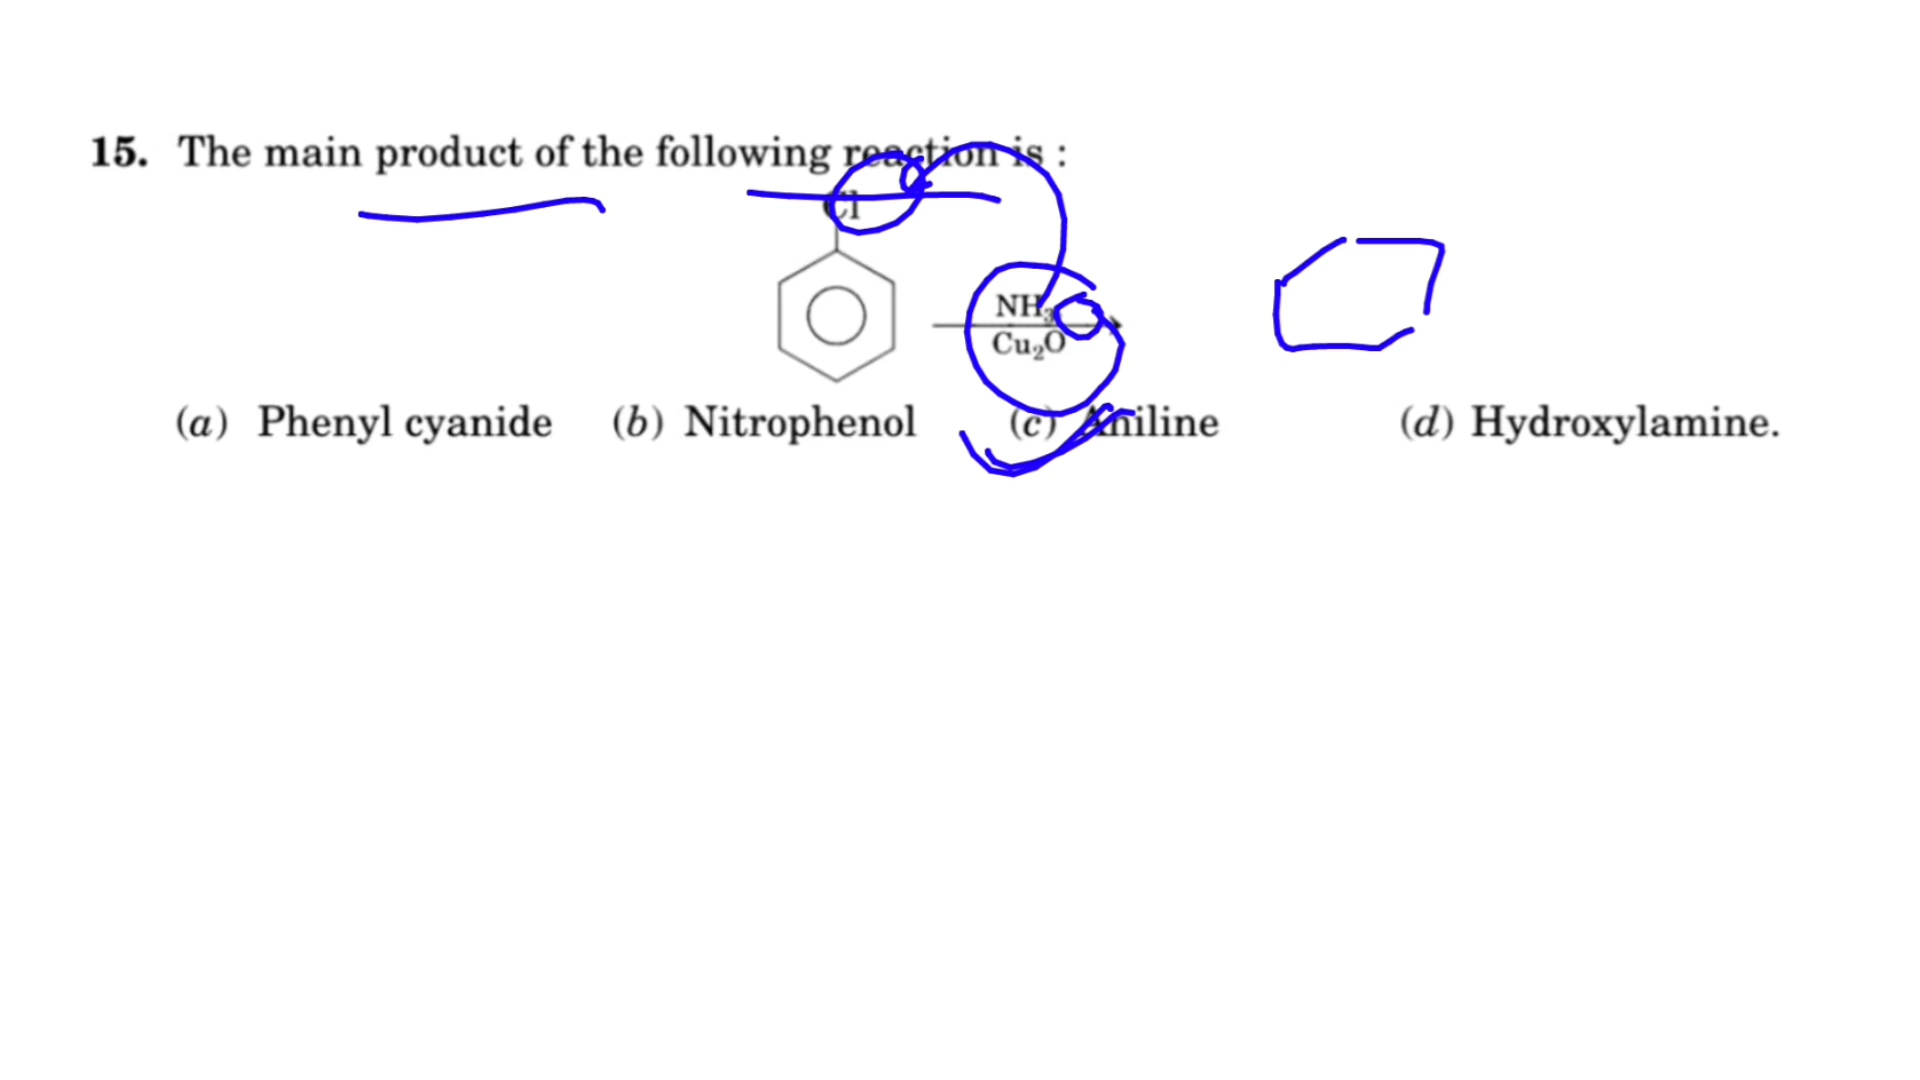 15. The main product of the following reaction is :
Cl
NH₃
Cu₂O
(a) Phenyl cyanide (b) Nitrophenol (c) Aniline (d) Hydroxylamine.